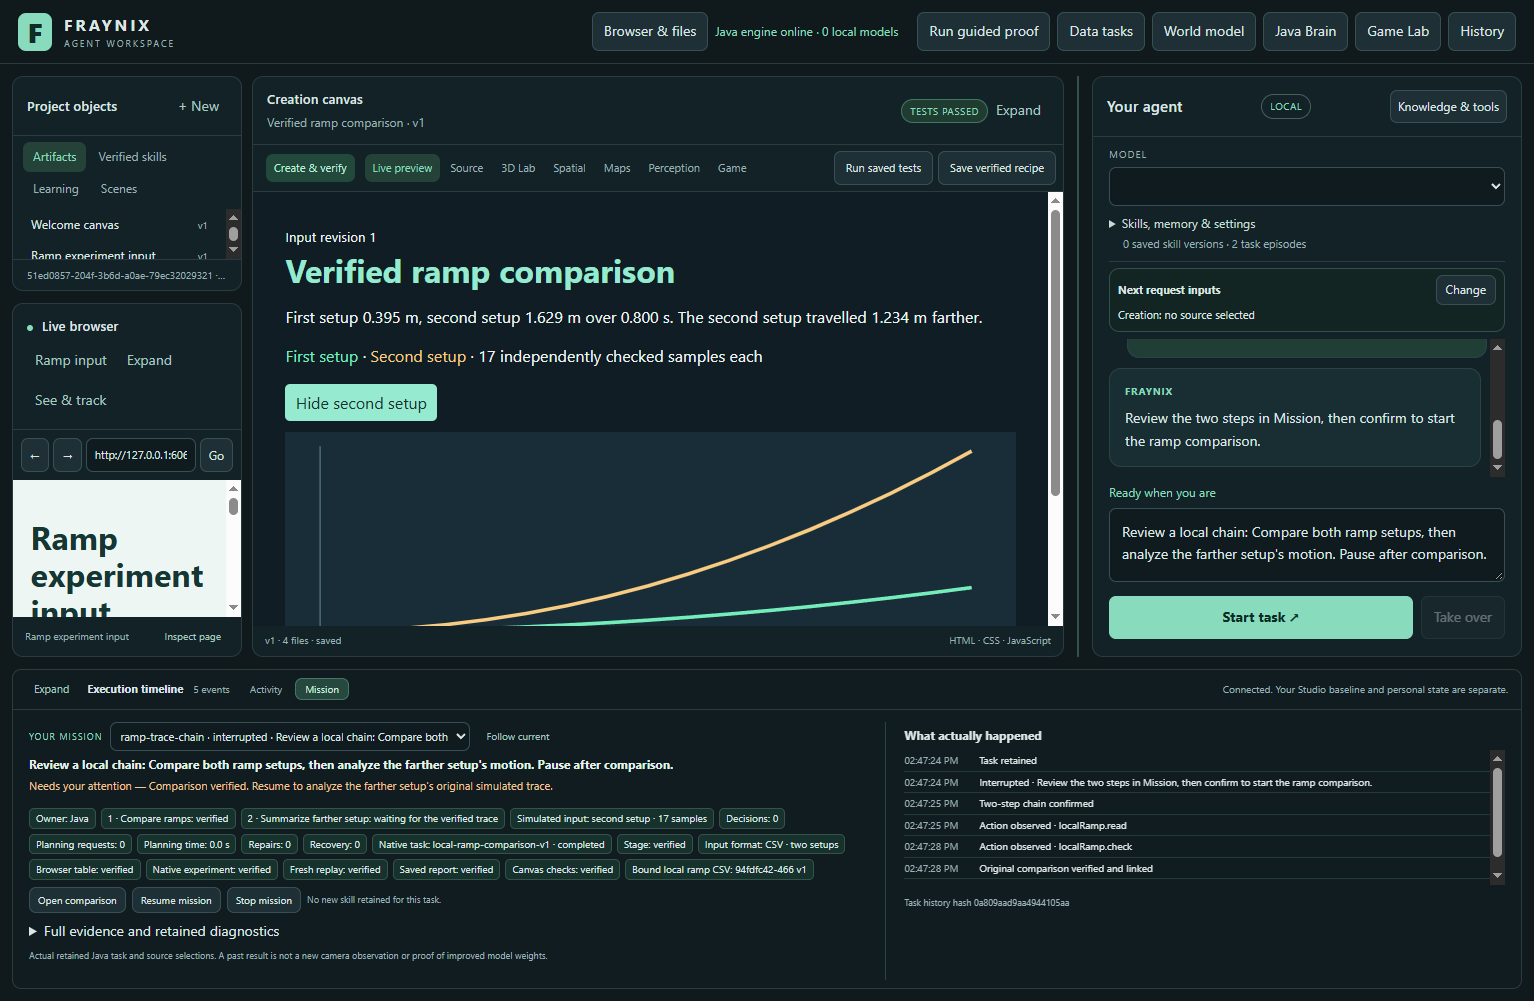 F
FRAYNIX
AGENT WORKSPACE
Browser & files
Java engine online · 0 local models
Run guided proof
Data tasks
World model
Java Brain
Game Lab
History
Project objects
+ New
Artifacts
Verified skills
Learning
Scenes
Welcome canvas
v1
Ramp experiment input
v1
51ed0857-204f-3b6d-a0ae-79ec32029321 ·...
Live browser
Ramp input
Expand
See & track
←
→
http://127.0.0.1:606
Go
Ramp
experiment
input
Ramp experiment input
Inspect page
Creation canvas
Verified ramp comparison · v1
TESTS PASSED
Expand
Create & verify
Live preview
Source
3D Lab
Spatial
Maps
Perception
Game
Run saved tests
Save verified recipe
Input revision 1
Verified ramp comparison
First setup 0.395 m, second setup 1.629 m over 0.800 s. The second setup travelled 1.234 m farther.
First setup · Second setup · 17 independently checked samples each
Hide second setup
v1 · 4 files · saved
HTML · CSS · JavaScript
Your agent
LOCAL
Knowledge & tools
MODEL
Skills, memory & settings
0 saved skill versions · 2 task episodes
Next request inputs
Change
Creation: no source selected
FRAYNIX
Review the two steps in Mission, then confirm to start
the ramp comparison.
Ready when you are
Review a local chain: Compare both ramp setups, then
analyze the farther setup's motion. Pause after comparison.
Start task ↗
Take over
Expand
Execution timeline
5 events
Activity
Mission
Connected. Your Studio baseline and personal state are separate.
YOUR MISSION
ramp-trace-chain · interrupted · Review a local chain: Compare both
Follow current
Review a local chain: Compare both ramp setups, then analyze the farther setup's motion. Pause after comparison.
Needs your attention — Comparison verified. Resume to analyze the farther setup's original simulated trace.
Owner: Java
1 · Compare ramps: verified
2 · Summarize farther setup: waiting for the verified trace
Simulated input: second setup · 17 samples
Decisions: 0
Planning requests: 0
Planning time: 0.0 s
Repairs: 0
Recovery: 0
Native task: local-ramp-comparison-v1 · completed
Stage: verified
Input format: CSV · two setups
Browser table: verified
Native experiment: verified
Fresh replay: verified
Saved report: verified
Canvas checks: verified
Bound local ramp CSV: 94fdfc42-466 v1
Open comparison
Resume mission
Stop mission
No new skill retained for this task.
Full evidence and retained diagnostics
Actual retained Java task and source selections. A past result is not a new camera observation or proof of improved model weights.
What actually happened
02:47:24 PM Task retained
02:47:24 PM Interrupted · Review the two steps in Mission, then confirm to start the ramp comparison.
02:47:25 PM Two-step chain confirmed
02:47:25 PM Action observed · localRamp.read
02:47:28 PM Action observed · localRamp.check
02:47:28 PM Original comparison verified and linked
Task history hash 0a809aad9aa4944105aa